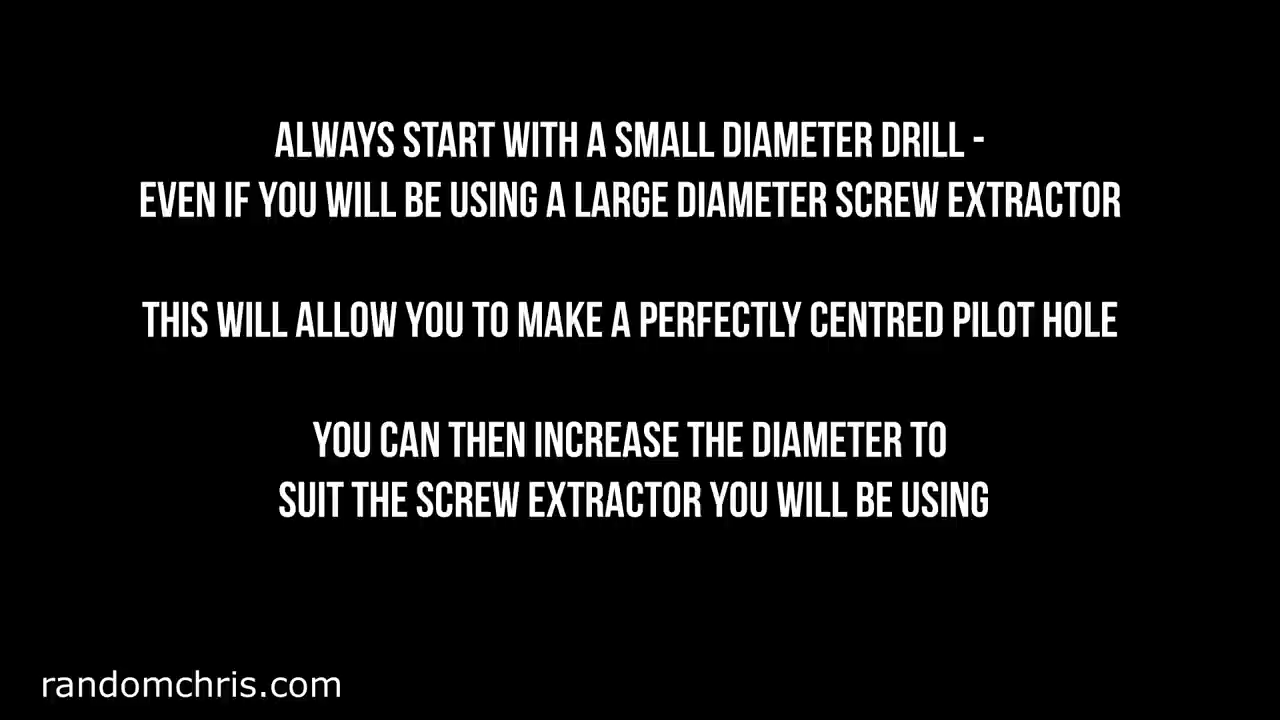 ALWAYS START WITH A SMALL DIAMETER DRILL -
EVEN IF YOU WILL BE USING A LARGE DIAMETER SCREW EXTRACTOR
THIS WILL ALLOW YOU TO MAKE A PERFECTLY CENTRED PILOT HOLE
YOU CAN THEN INCREASE THE DIAMETER TO
SUIT THE SCREW EXTRACTOR YOU WILL BE USING
randomchris.com